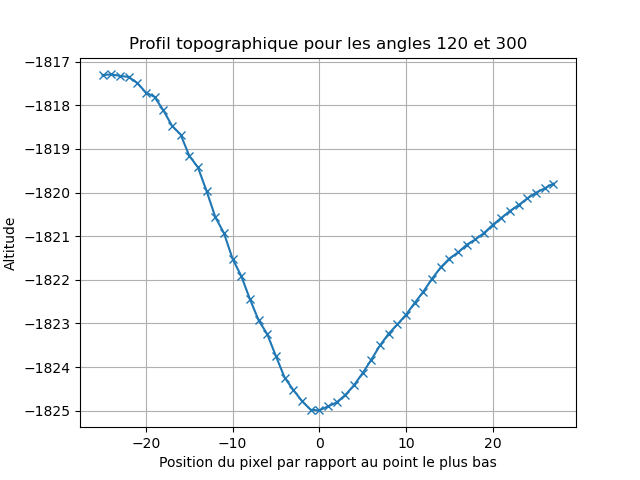 Profil topographique pour les angles 120 et 300
−1817
−1818
−1819
−1820
−1821
−1822
−1823
−1824
−1825
Altitude
−20 −10 0 10 20
Position du pixel par rapport au point le plus bas